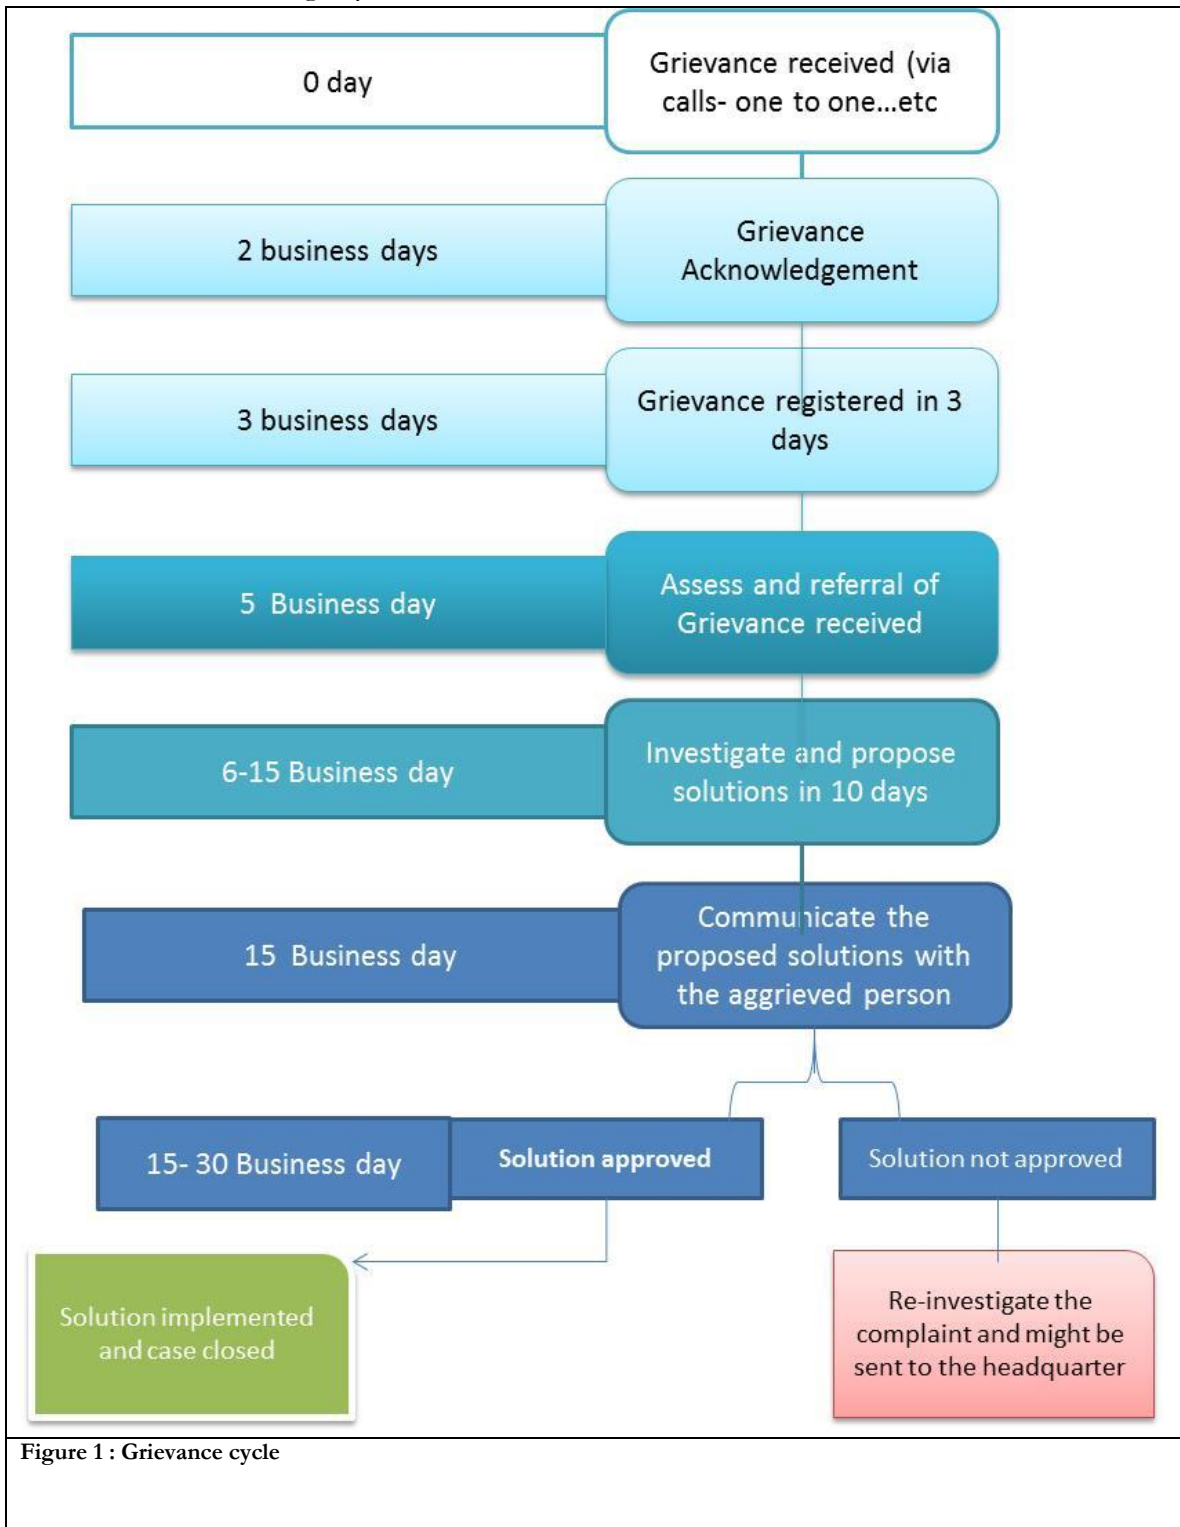 0 day
Grievance received (via
calls- one to one...etc
2 business days
Grievance
Acknowledgement
3 business days
Grievance registered in 3
days
5 Business day
Assess and referral of
Grievance received
6-15 Business day
Investigate and propose
solutions in 10 days
15 Business day
Communicate the
proposed solutions with
the aggrieved person
15- 30 Business day
Solution approved
Solution not approved
Solution implemented
and case closed
Re-investigate the
complaint and might be
sent to the headquarter
Figure 1 : Grievance cycle